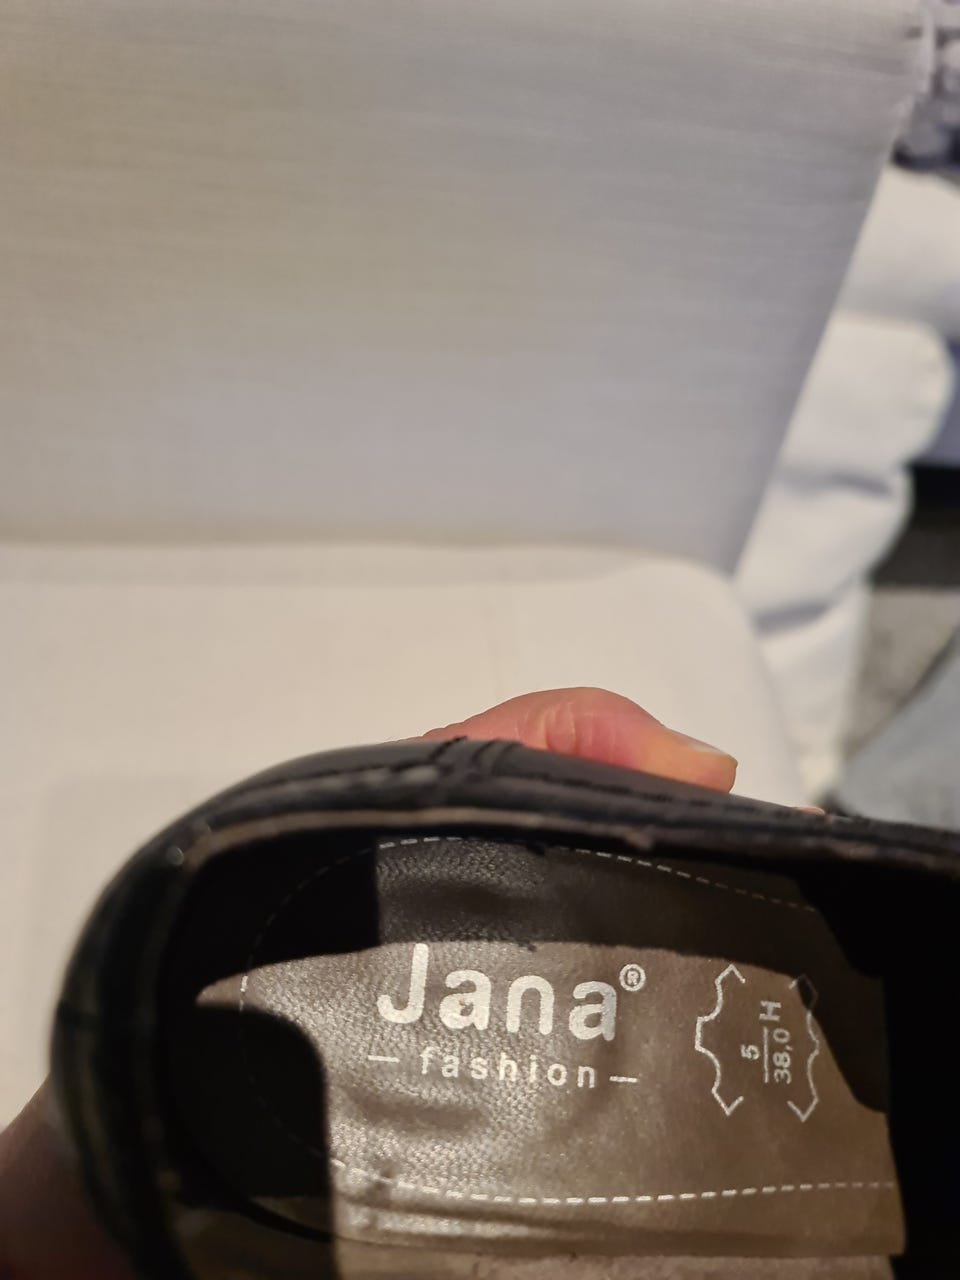 Jana®
— fashion —
5
38,0 H